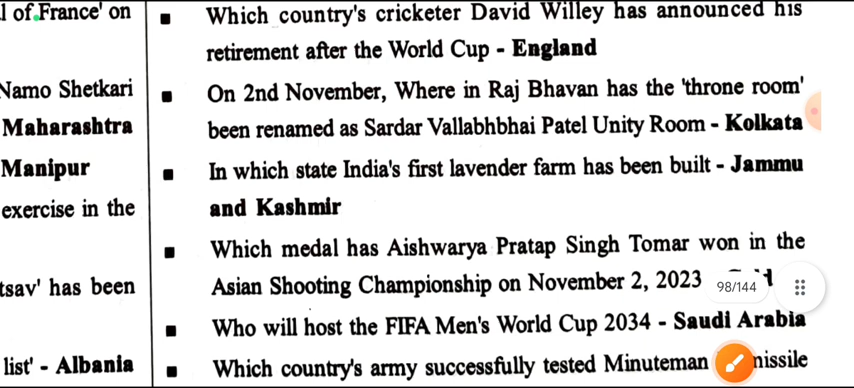 l of France' on
Namo Shetkari
Maharashtra
Manipur
exercise in the
tsav' has been
list' - Albania
Which country's cricketer David Willey has announced his
retirement after the World Cup - England
On 2nd November, Where in Raj Bhavan has the 'throne room'
been renamed as Sardar Vallabhbhai Patel Unity Room - Kolkata
In which state India's first lavender farm has been built - Jammu
and Kashmir
Which medal has Aishwarya Pratap Singh Tomar won in the
Asian Shooting Championship on November 2, 2023
98/144
Who will host the FIFA Men's World Cup 2034 - Saudi Arabia
Which country's army successfully tested Minuteman missile